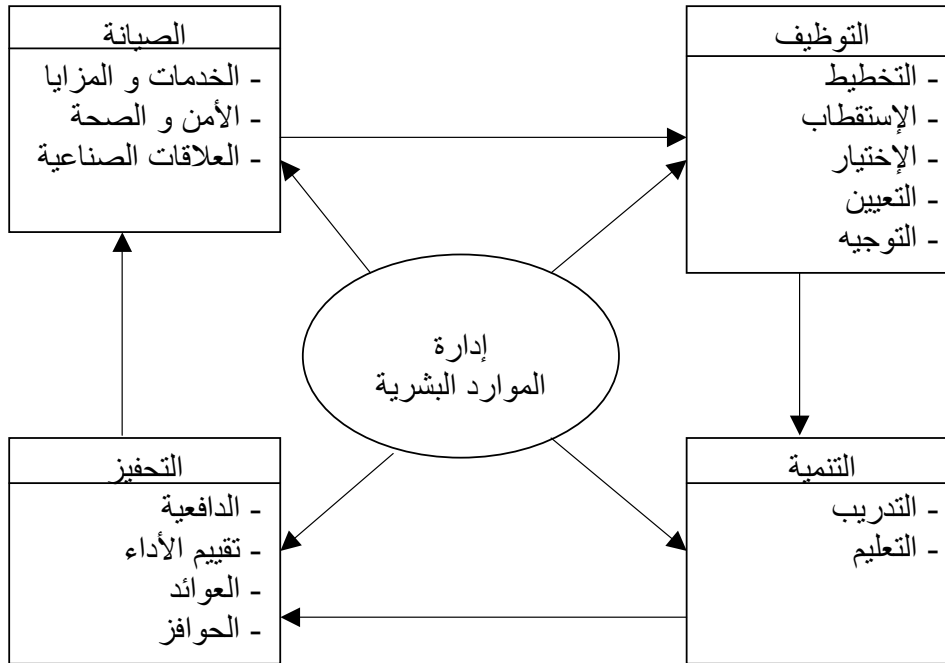 التوظيف
- التخطيط
- الإستقطاب
- الإختيار
- التعيين
- التوجيه
الصيانة
- الخدمات و المزايا
- الأمن و الصحة
- العلاقات الصناعية
إدارة
الموارد البشرية
التنمية
- التدريب
- التعليم
التحفيز
- الدافعية
- تقييم الأداء
- العوائد
- الحوافز